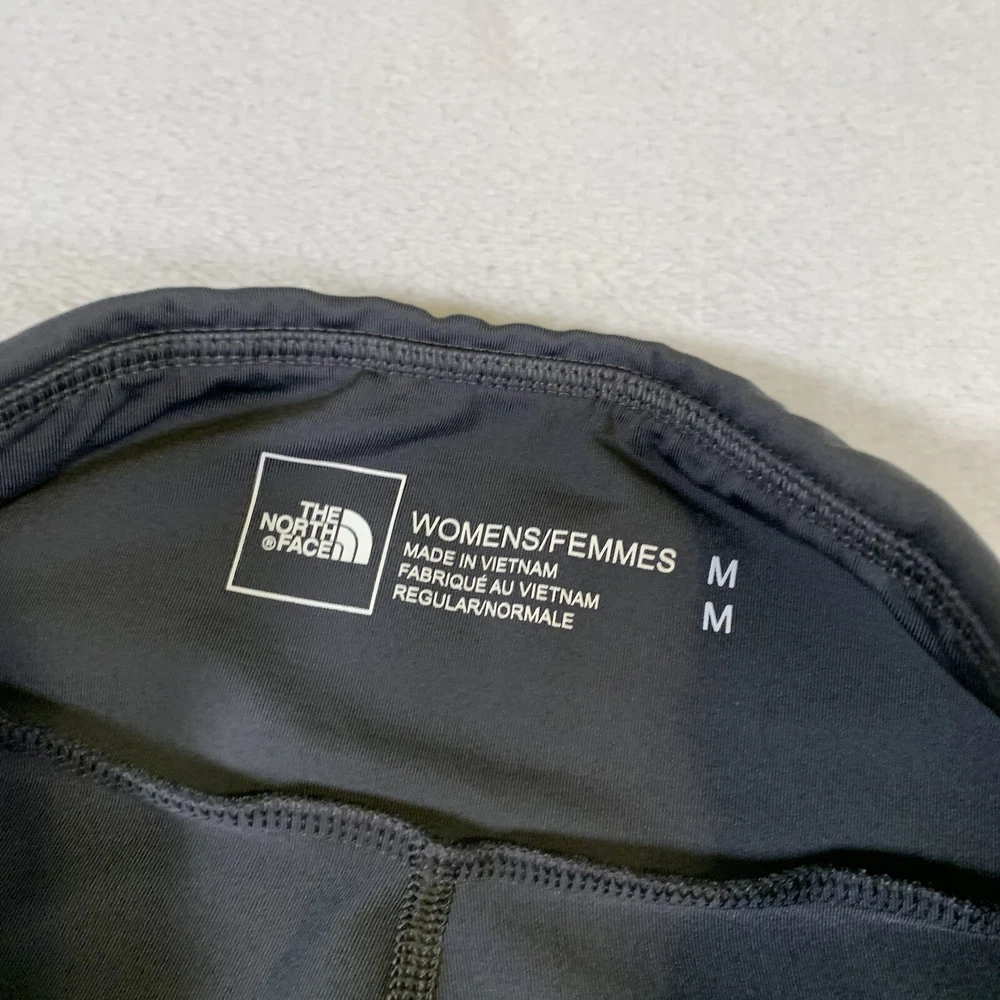 THE
NORTH
®FACE
WOMENS/FEMMES
MADE IN VIETNAM
FABRIQUÉ AU VIETNAM
REGULAR/NORMALE
M
M